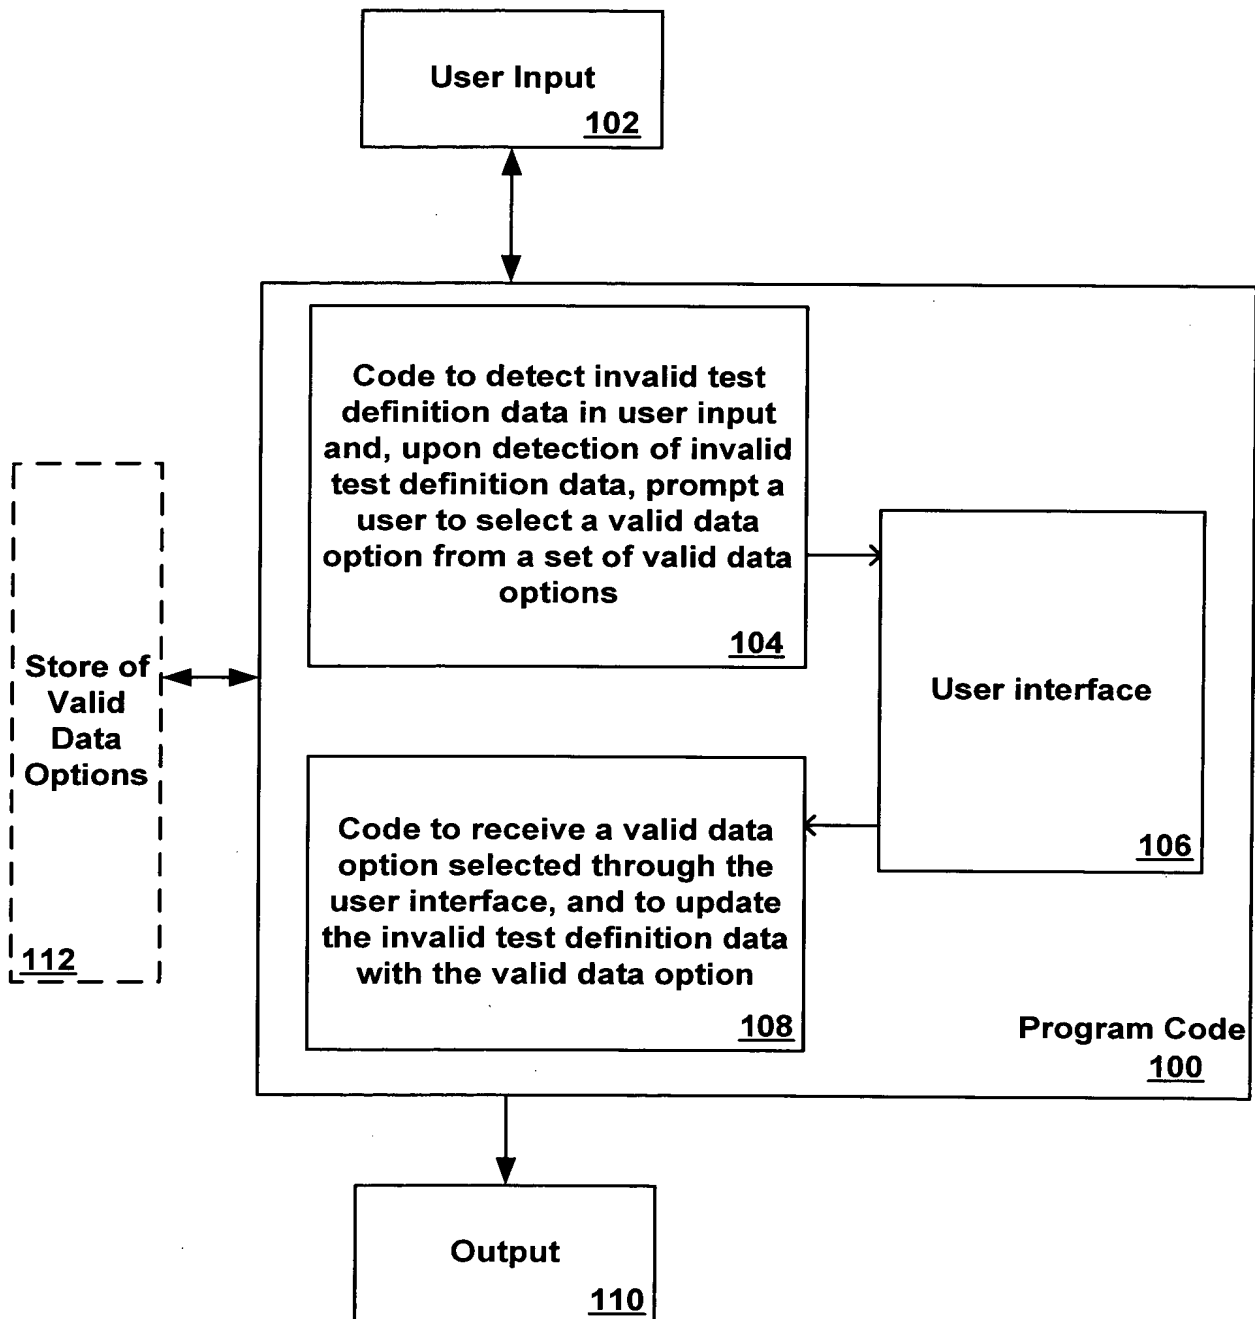 User Input
102
Code to detect invalid test
definition data in user input
and, upon detection of invalid
test definition data, prompt a
user to select a valid data
option from a set of valid data
options
104
User interface
106
Store of
Valid
Data
Options
112
Code to receive a valid data
option selected through the
user interface, and to update
the invalid test definition data
with the valid data option
108
Program Code
100
Output
110